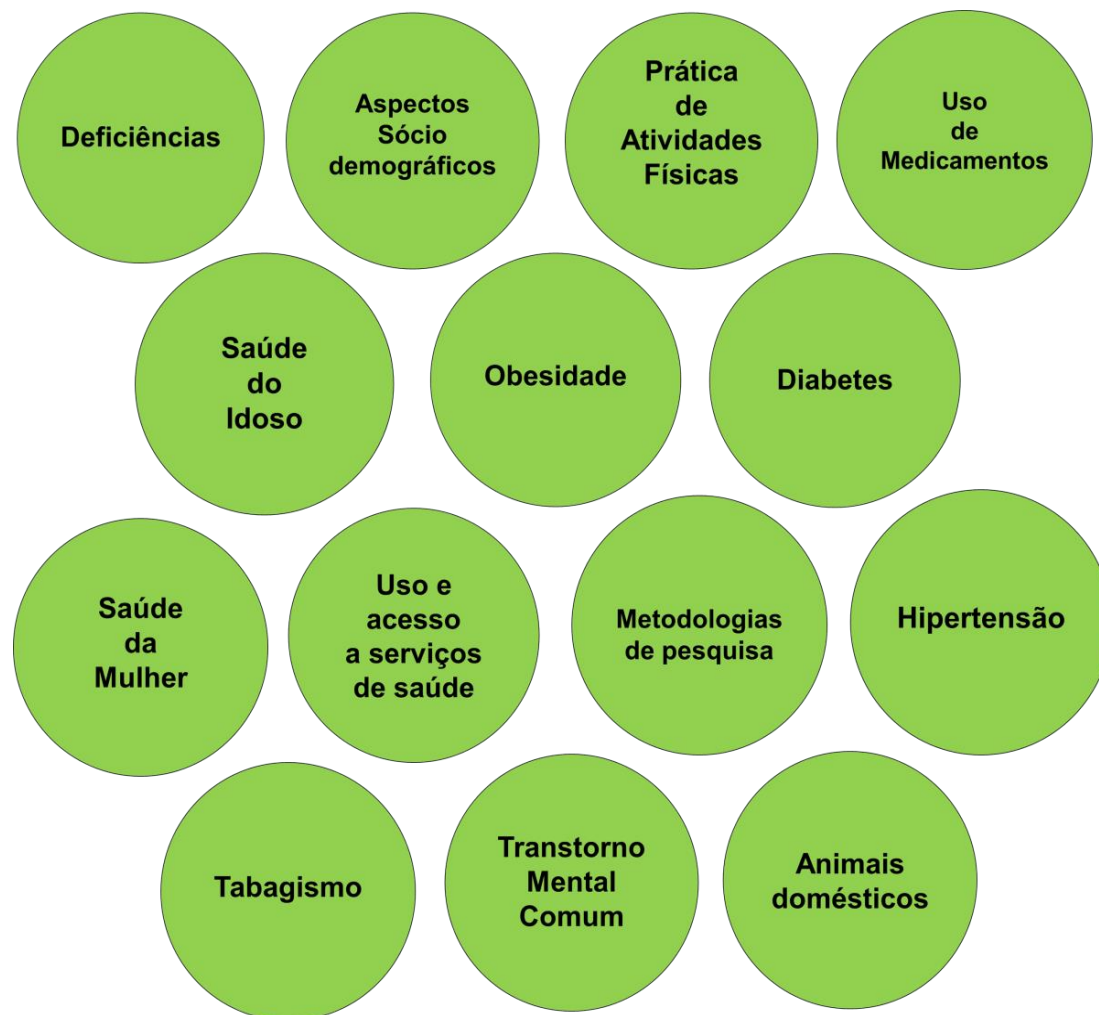 Deficiências
Aspectos
Sócio
demográficos
Prática
de
Atividades
Físicas
Uso
de
Medicamentos
Saúde
do
Idoso
Obesidade
Diabetes
Saúde
da
Mulher
Uso e
acesso
a serviços
de saúde
Metodologias
de pesquisa
Hipertensão
Tabagismo
Transtorno
Mental
Comum
Animais
domésticos